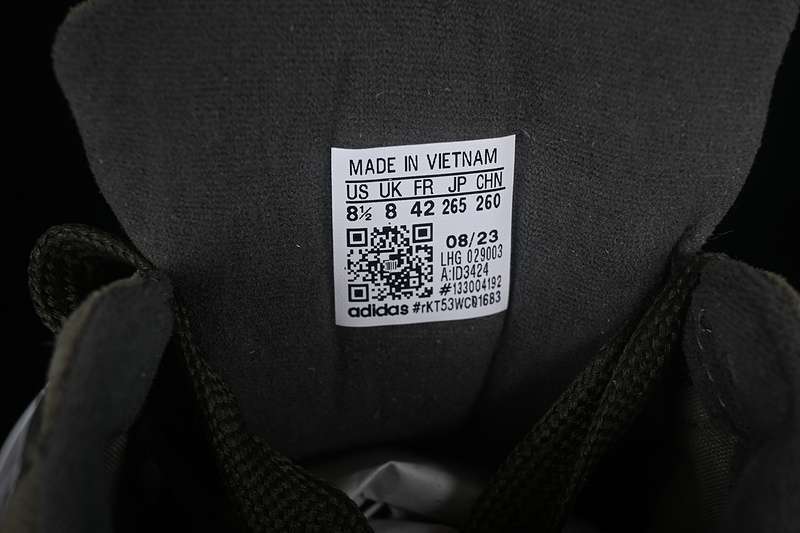 MADE IN VIETNAM
US UK FR JP CHN
8½ 8 42 265 260
08/23
LHG 029003
A:ID3424
#133004192
adidas #rKT53WC01683